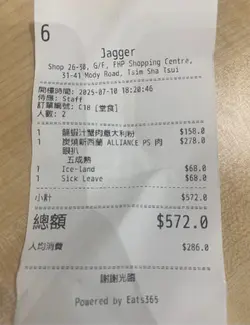 6
Jagger
Shop 26-30, G/F, FHP Shopping Centre,
31-41 Mody Road, Tsim Sha Tsui
開檯時間: 2025-07-10 18:20:46
侍應: Staff
訂單編號: C18 [堂食]
人數: 2
1 龍蝦汁蟹肉意大利粉 $158.0
1 炭燒新西蘭 ALLIANCE PS 肉 $278.0
眼扒
五成熟
1 Ice-Land $68.0
1 Sick Leave $68.0
小計 $572.0
總額 $572.0
人均消費 $286.0
謝謝光臨
Powered by Eats365